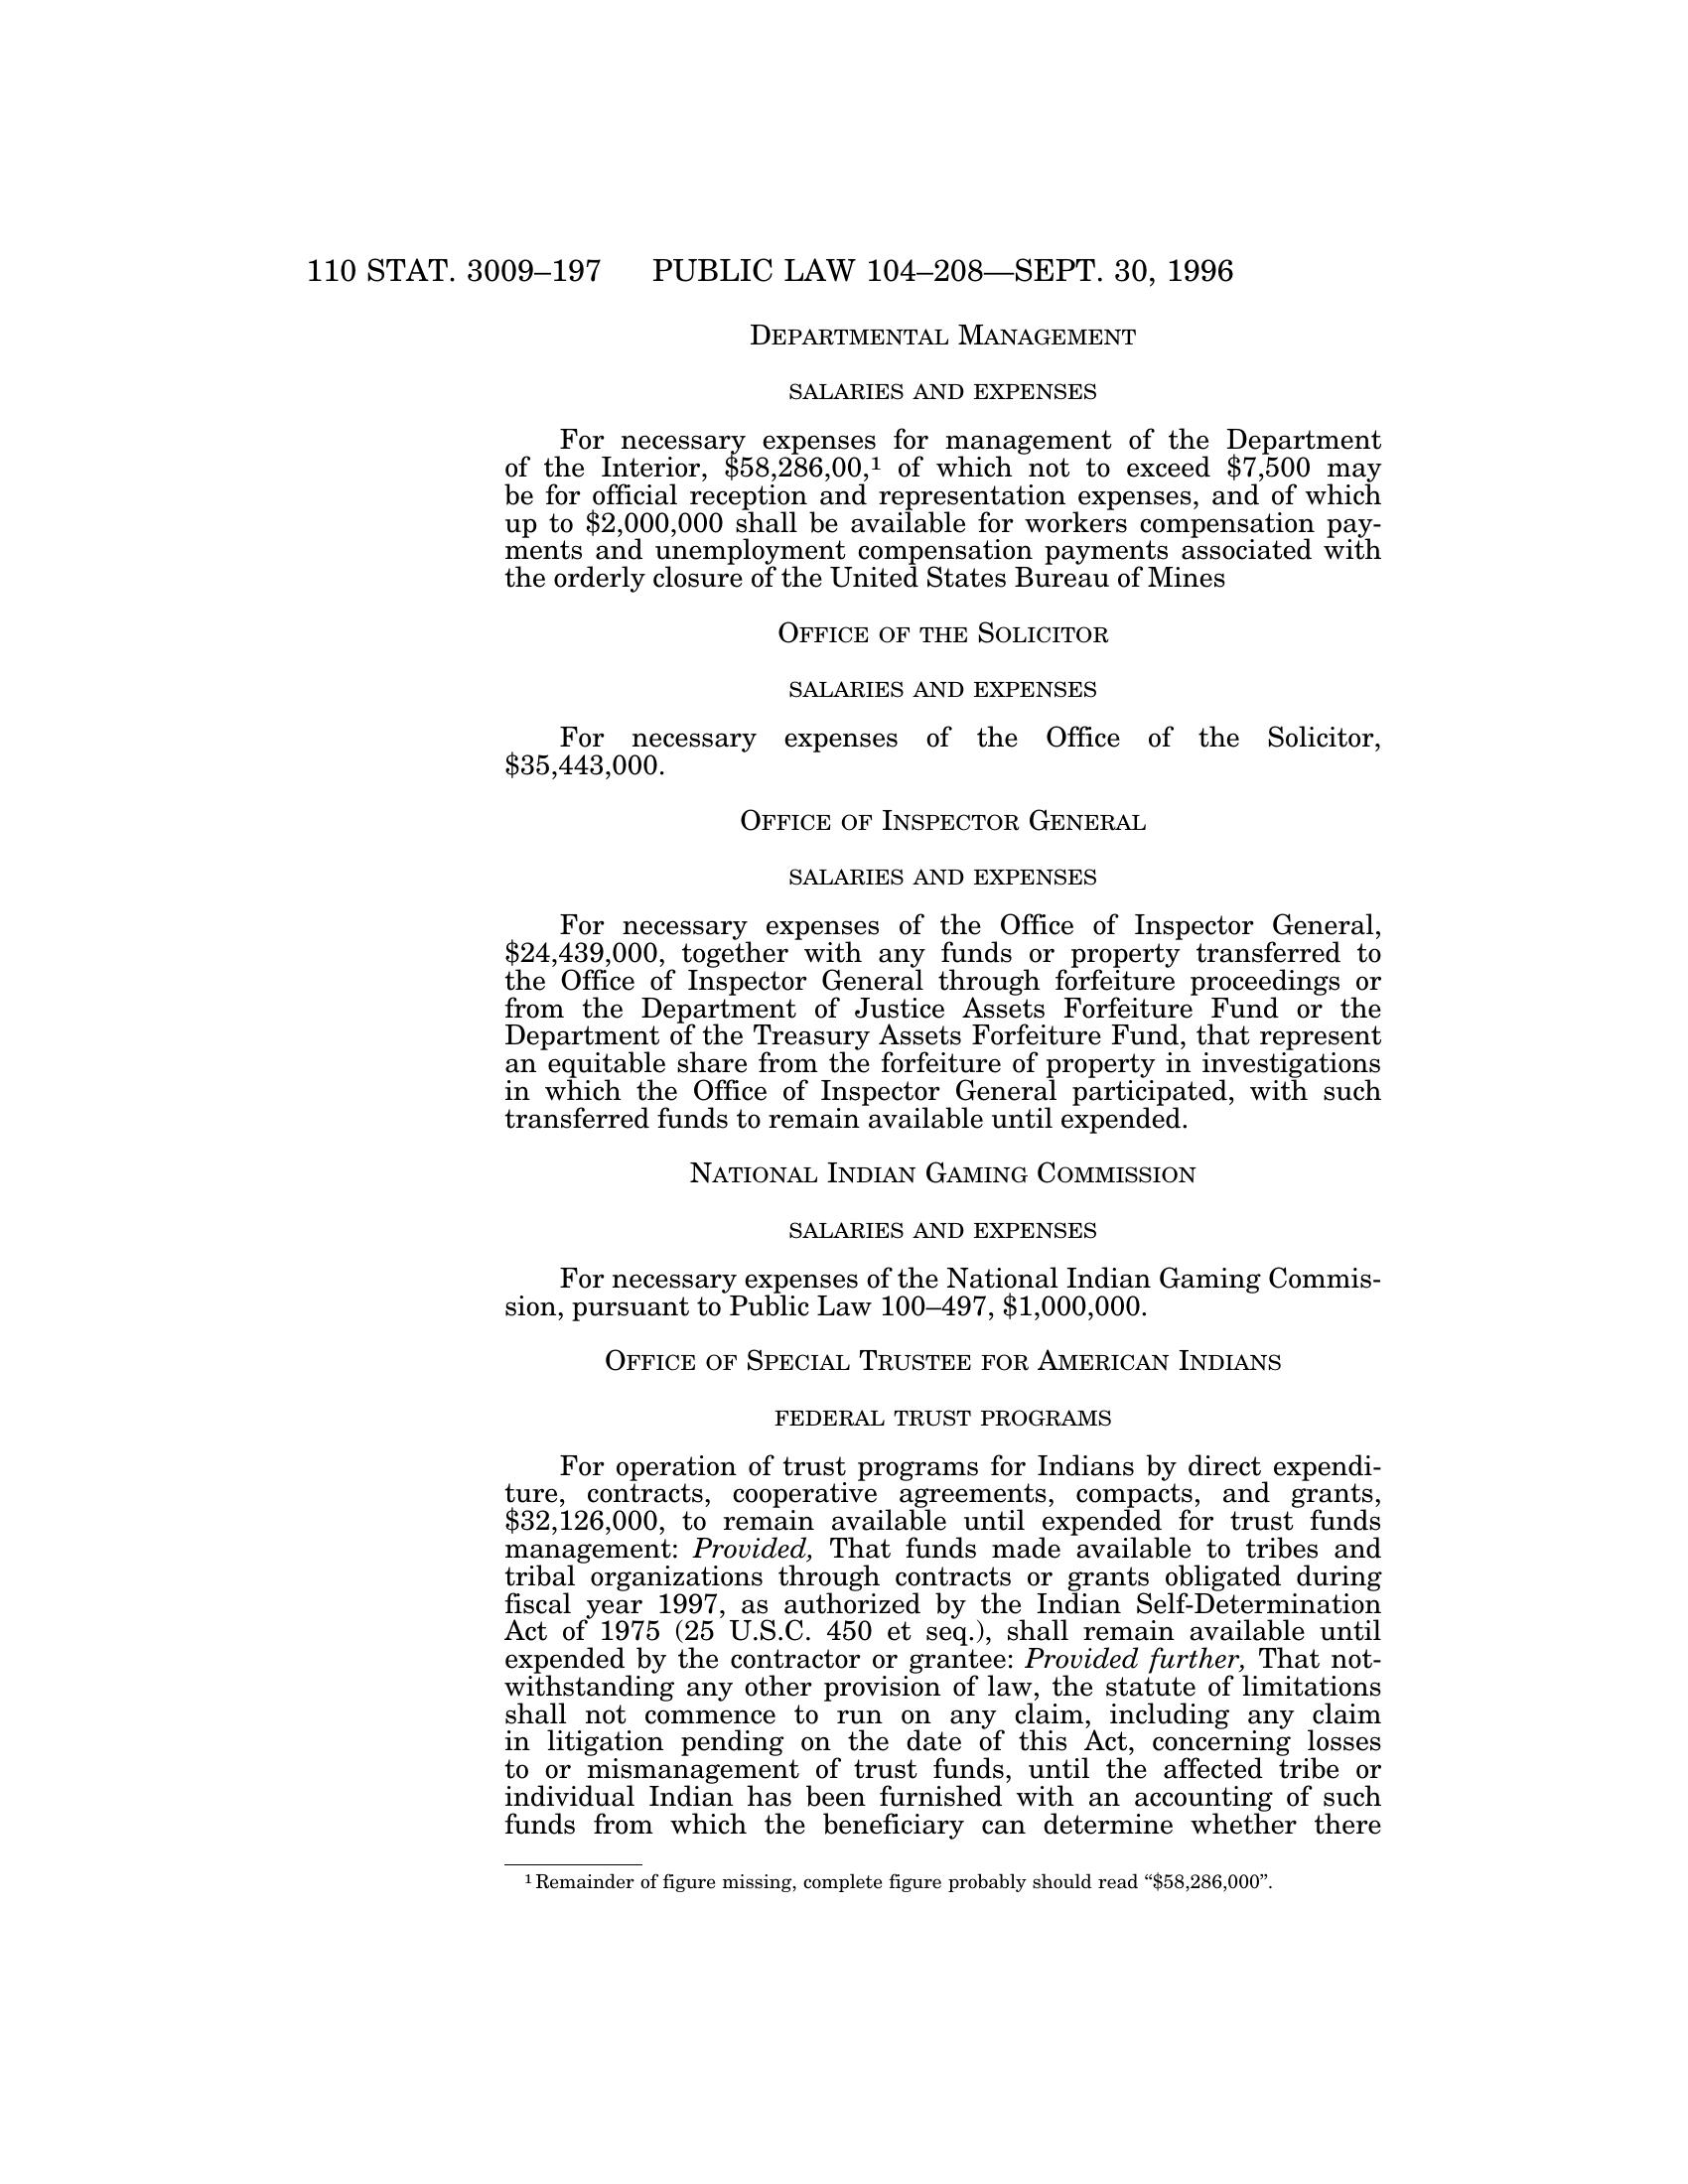 110 STAT. 3009–197 PUBLIC LAW 104–208—SEPT. 30, 1996
DEPARTMENTAL MANAGEMENT
SALARIES AND EXPENSES
For necessary expenses for management of the Department
of the Interior, $58,286,00,¹ of which not to exceed $7,500 may
be for official reception and representation expenses, and of which
up to $2,000,000 shall be available for workers compensation pay-
ments and unemployment compensation payments associated with
the orderly closure of the United States Bureau of Mines
OFFICE OF THE SOLICITOR
SALARIES AND EXPENSES
For necessary expenses of the Office of the Solicitor,
$35,443,000.
OFFICE OF INSPECTOR GENERAL
SALARIES AND EXPENSES
For necessary expenses of the Office of Inspector General,
$24,439,000, together with any funds or property transferred to
the Office of Inspector General through forfeiture proceedings or
from the Department of Justice Assets Forfeiture Fund or the
Department of the Treasury Assets Forfeiture Fund, that represent
an equitable share from the forfeiture of property in investigations
in which the Office of Inspector General participated, with such
transferred funds to remain available until expended.
NATIONAL INDIAN GAMING COMMISSION
SALARIES AND EXPENSES
For necessary expenses of the National Indian Gaming Commis-
sion, pursuant to Public Law 100–497, $1,000,000.
OFFICE OF SPECIAL TRUSTEE FOR AMERICAN INDIANS
FEDERAL TRUST PROGRAMS
For operation of trust programs for Indians by direct expendi-
ture, contracts, cooperative agreements, compacts, and grants,
$32,126,000, to remain available until expended for trust funds
management: Provided, That funds made available to tribes and
tribal organizations through contracts or grants obligated during
fiscal year 1997, as authorized by the Indian Self-Determination
Act of 1975 (25 U.S.C. 450 et seq.), shall remain available until
expended by the contractor or grantee: Provided further, That not-
withstanding any other provision of law, the statute of limitations
shall not commence to run on any claim, including any claim
in litigation pending on the date of this Act, concerning losses
to or mismanagement of trust funds, until the affected tribe or
individual Indian has been furnished with an accounting of such
funds from which the beneficiary can determine whether there
¹ Remainder of figure missing, complete figure probably should read “$58,286,000”.